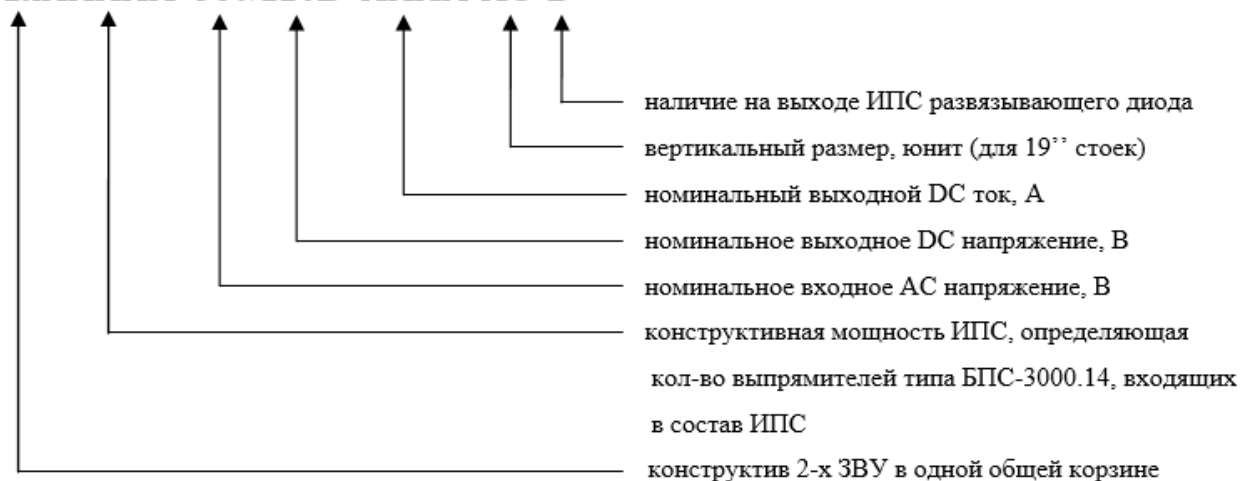 наличие на выходе ИПС развязывающего диода
вертикальный размер, юнит (для 19’’ стоек)
номинальный выходной DC ток, А
номинальное выходное DC напряжение, В
номинальное входное AC напряжение, В
конструктивная мощность ИПС, определяющая
кол-во выпрямителей типа БПС-3000.14, входящих
в состав ИПС
конструктив 2-х ЗВУ в одной общей корзине